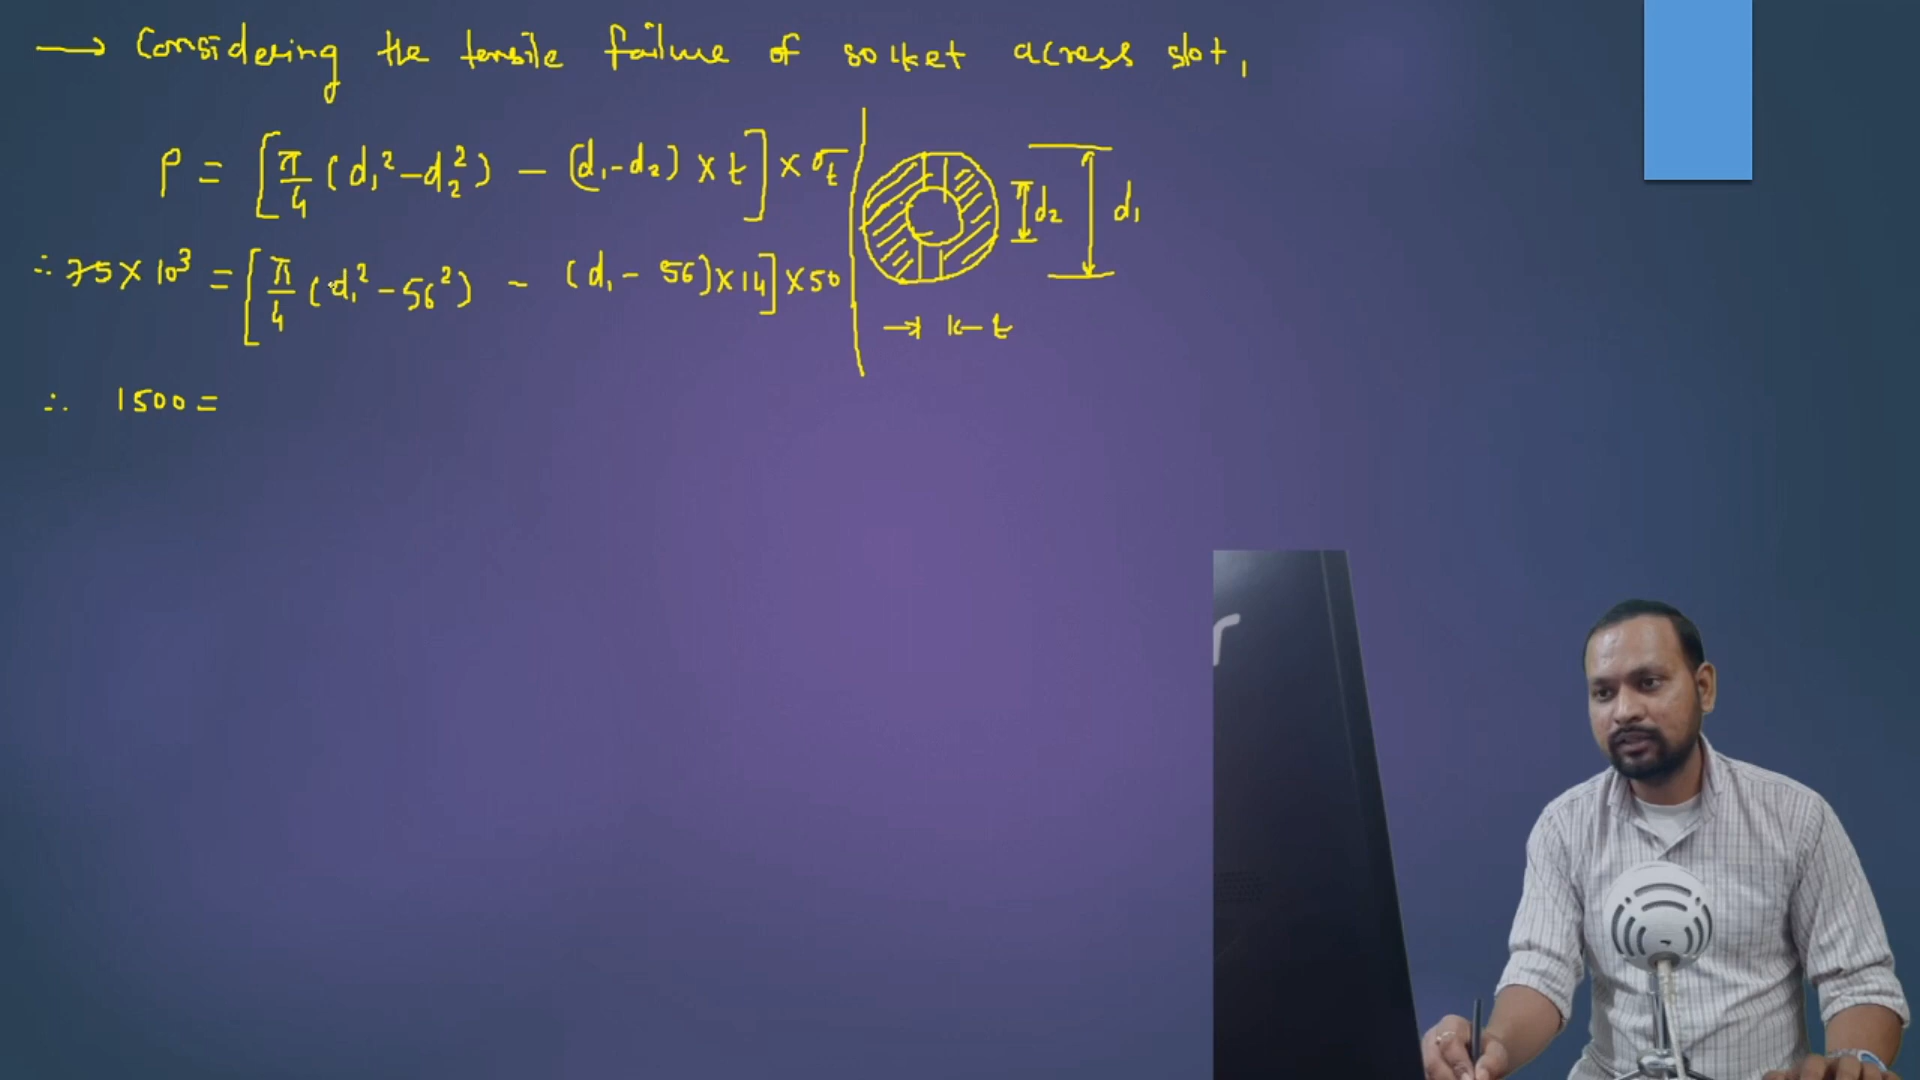 → Considering the tensile failure of socket across slot,
P = [π/4 (d₁² - d₂²) - (d₁-d₂) × t] × σt
∴ 75 × 10³ = [π/4 (d₁² - 56²) - (d₁ - 56) × 14] × 50
∴ 1500 =
d₂
d₁
t
r